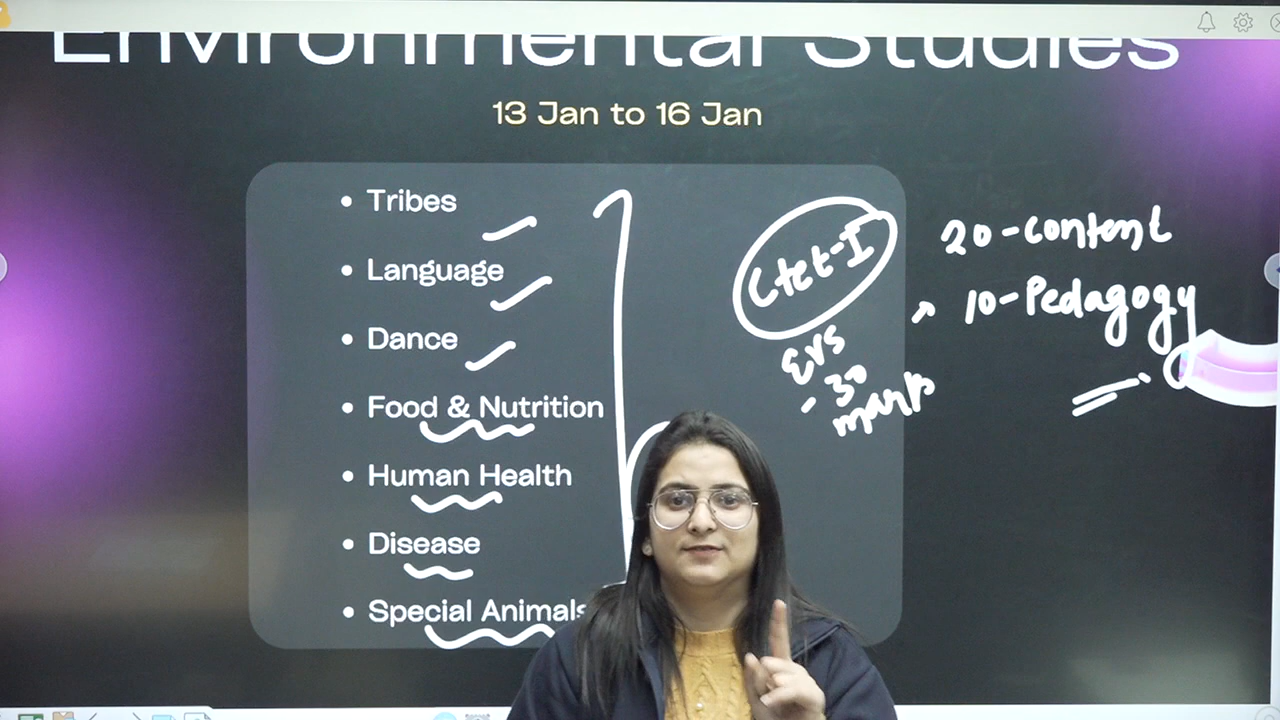 Environmental Studies
13 Jan to 16 Jan
• Tribes
• Language
• Dance
• Food & Nutrition
• Human Health
• Disease
• Special Animals
Ctet-I
EVS
- 30
marks
20-Content
10-Pedagogy